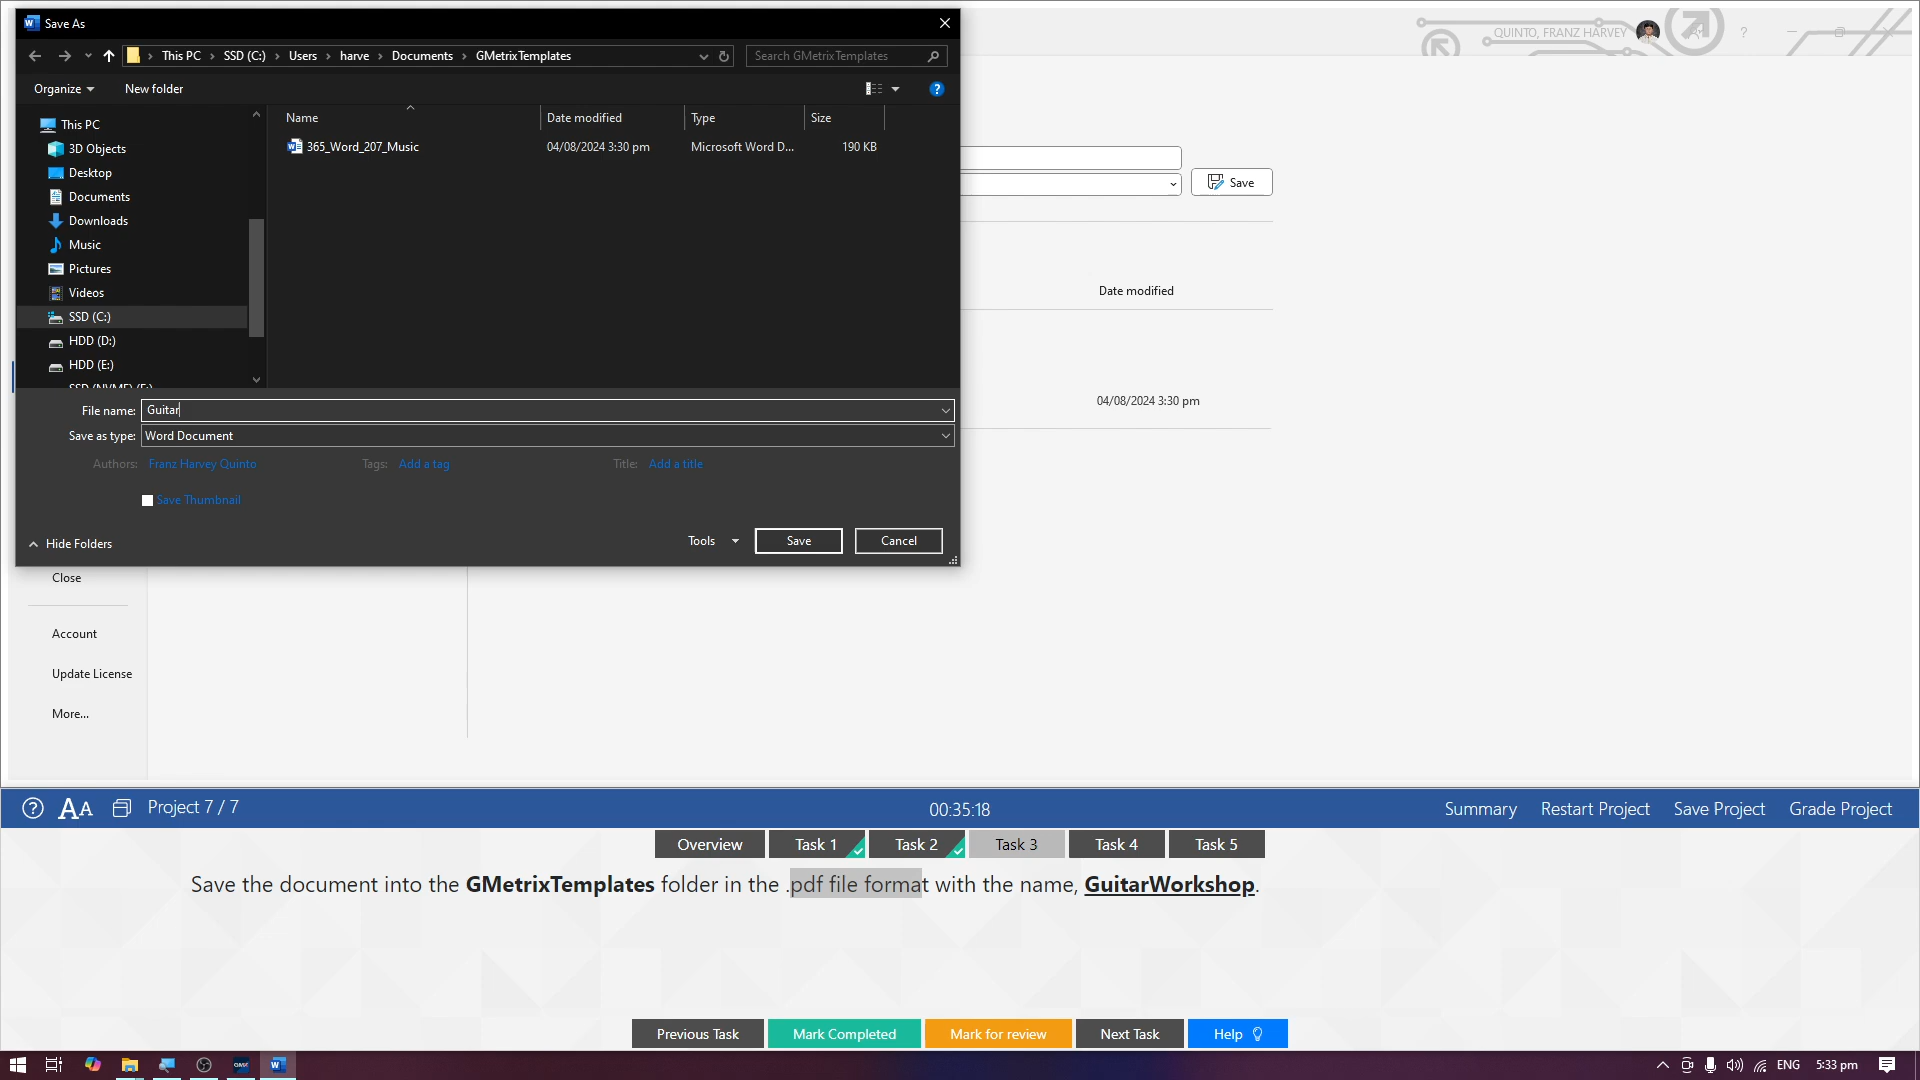 Save As
QUINTO, FRANZ HARVEY
This PC
SSD (C:)
Users
harve
Documents
GMetrixTemplates
Search GMetrixTemplates
Organize
New folder
Name
Date modified
Type
Size
This PC
3D Objects
Desktop
Documents
Downloads
Music
Pictures
Videos
SSD (C:)
HDD (D:)
HDD (E:)
SSD (NVME) (F:)
365_Word_207_Music
04/08/2024 3:30 pm
Microsoft Word D...
190 KB
Save
Date modified
04/08/2024 3:30 pm
File name:
Guitar
Save as type:
Word Document
Authors:
Franz Harvey Quinto
Tags:
Add a tag
Title:
Add a title
Save Thumbnail
Hide Folders
Tools
Save
Cancel
Close
Account
Update License
More...
Project 7 / 7
00:35:18
Summary
Restart Project
Save Project
Grade Project
Overview
Task 1
Task 2
Task 3
Task 4
Task 5
Save the document into the GMetrixTemplates folder in the .pdf file format with the name, GuitarWorkshop.
Previous Task
Mark Completed
Mark for review
Next Task
Help
ENG
5:33 pm